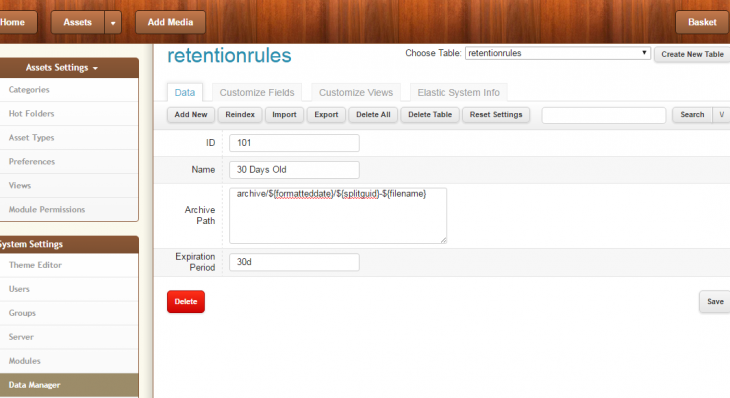 Home Assets Add Media Basket
retentionrules
Choose Table: retentionrules Create New Table
Assets Settings
Categories
Hot Folders
Asset Types
Preferences
Views
Module Permissions
System Settings
Theme Editor
Users
Groups
Server
Modules
Data Manager
Data Customize Fields Customize Views Elastic System Info
Add New Reindex Import Export Delete All Delete Table Reset Settings Search V
ID 101
Name 30 Days Old
Archive Path archive/${formatteddate}/${splitguid}-${filename}
Expiration Period 30d
Delete Save